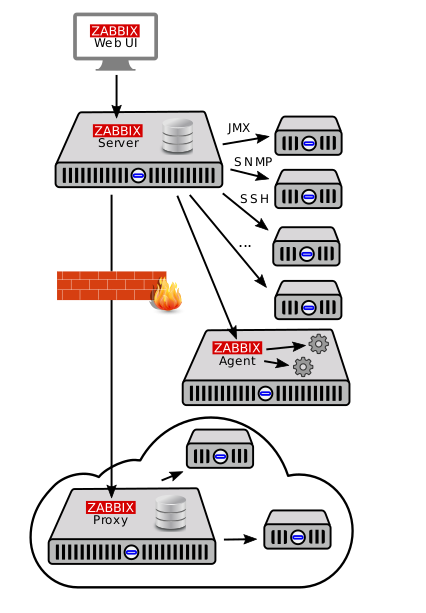 ZABBIX
Web UI
ZABBIX
Server
JMX
SNMP
SSH
...
ZABBIX
Agent
ZABBIX
Proxy